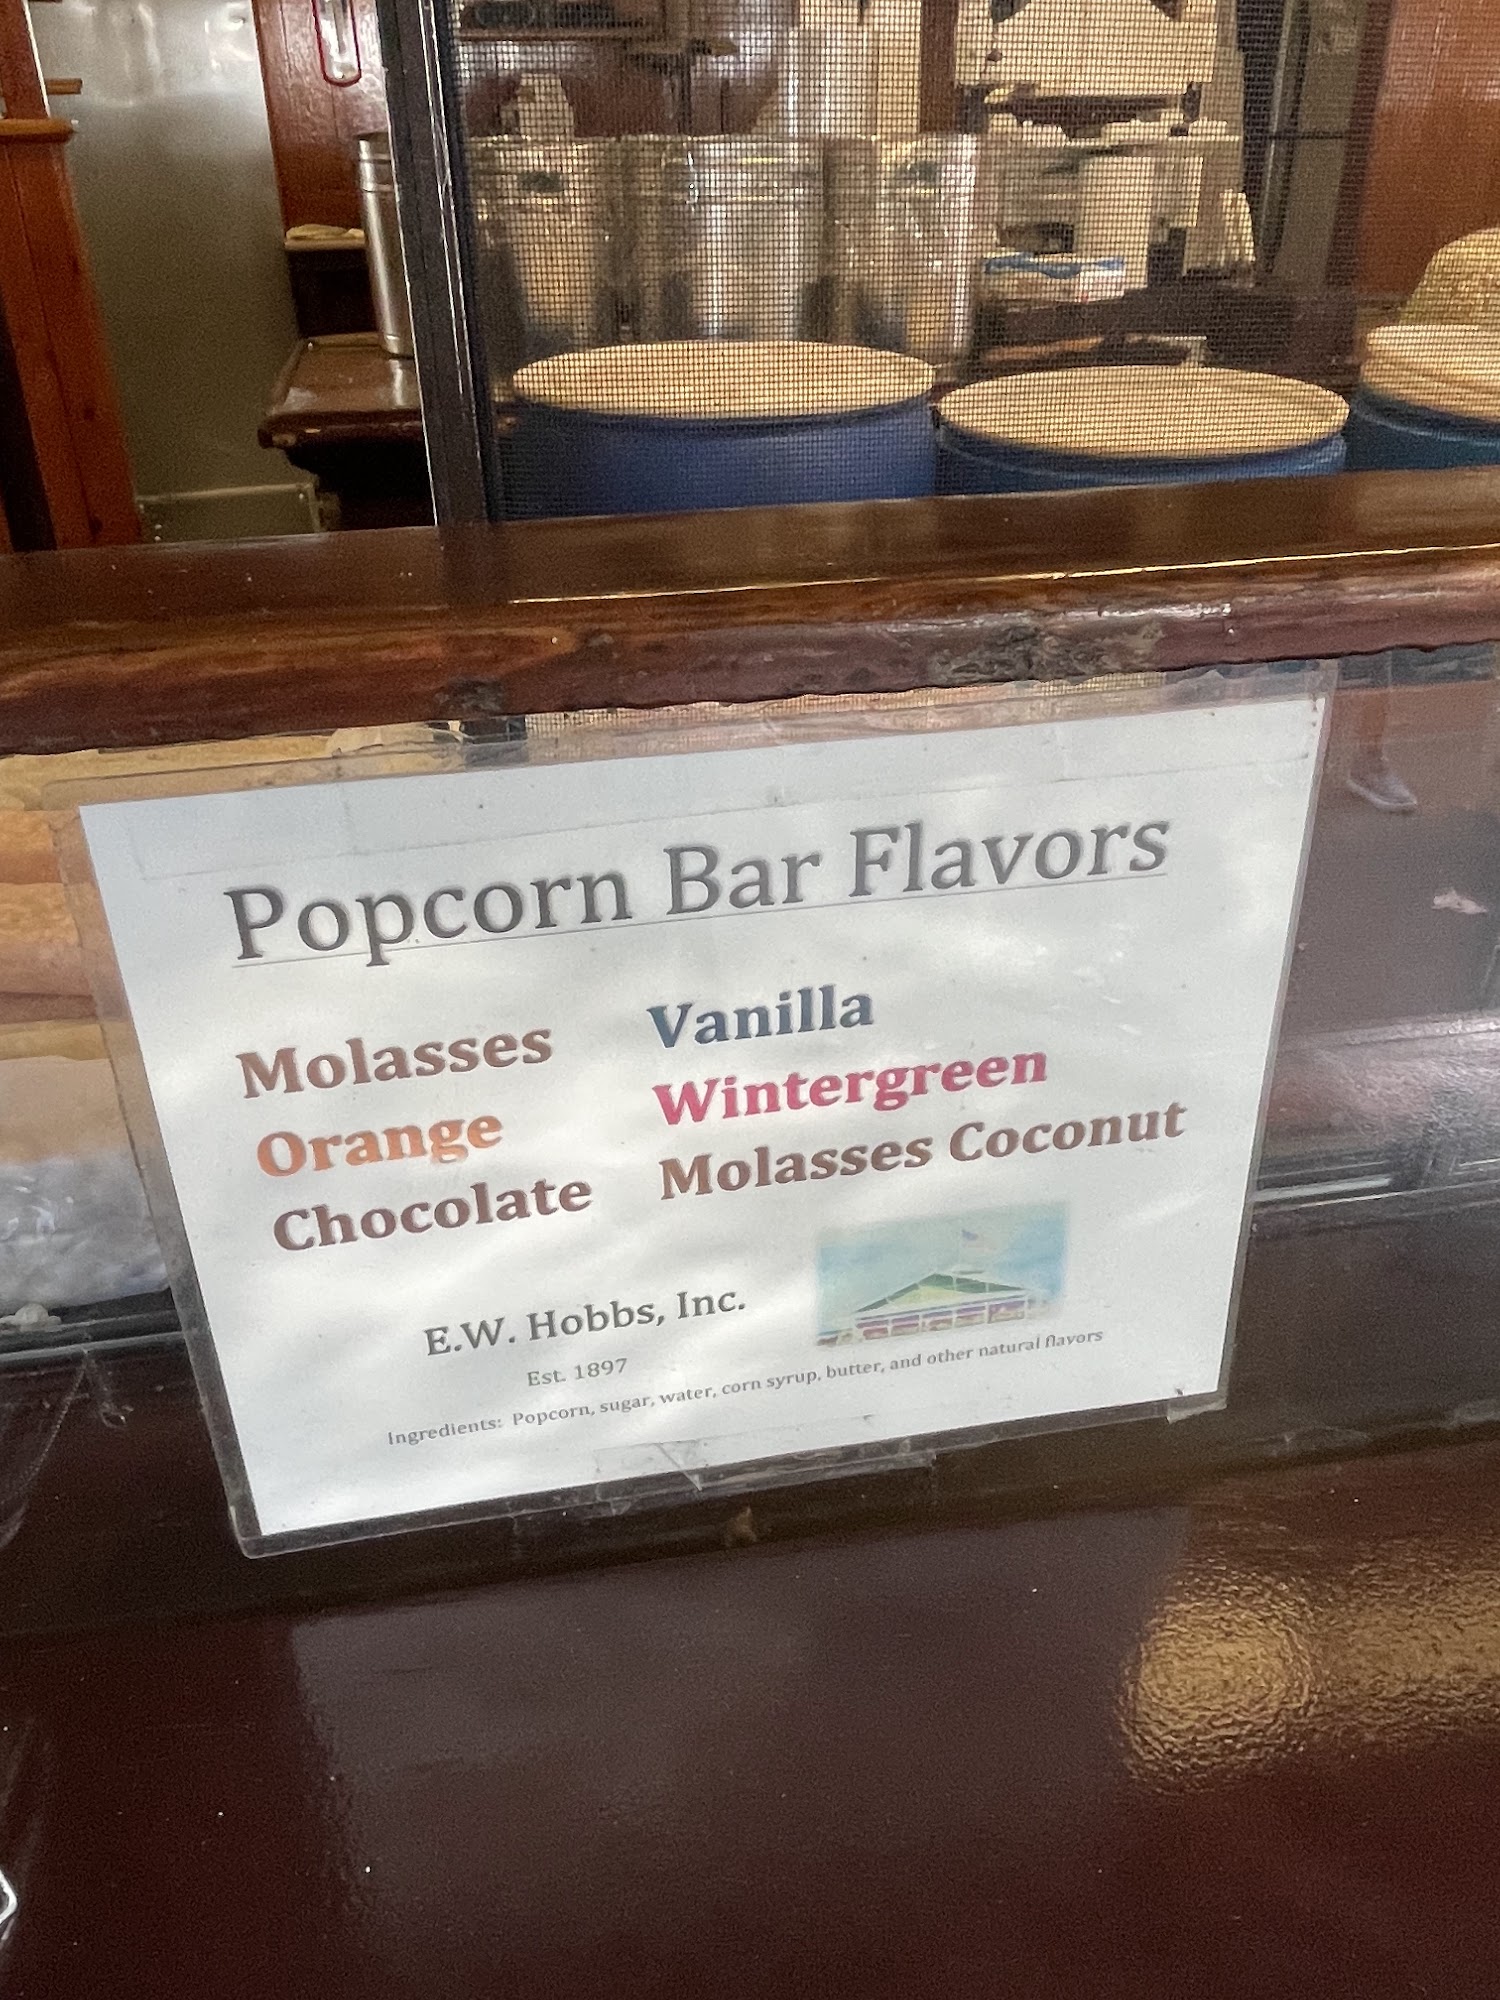 Popcorn Bar Flavors
Molasses
Orange
Chocolate
Vanilla
Wintergreen
Molasses Coconut
E.W. Hobbs, Inc.
Est. 1897
Ingredients: Popcorn, sugar, water, corn syrup, butter, and other natural flavors